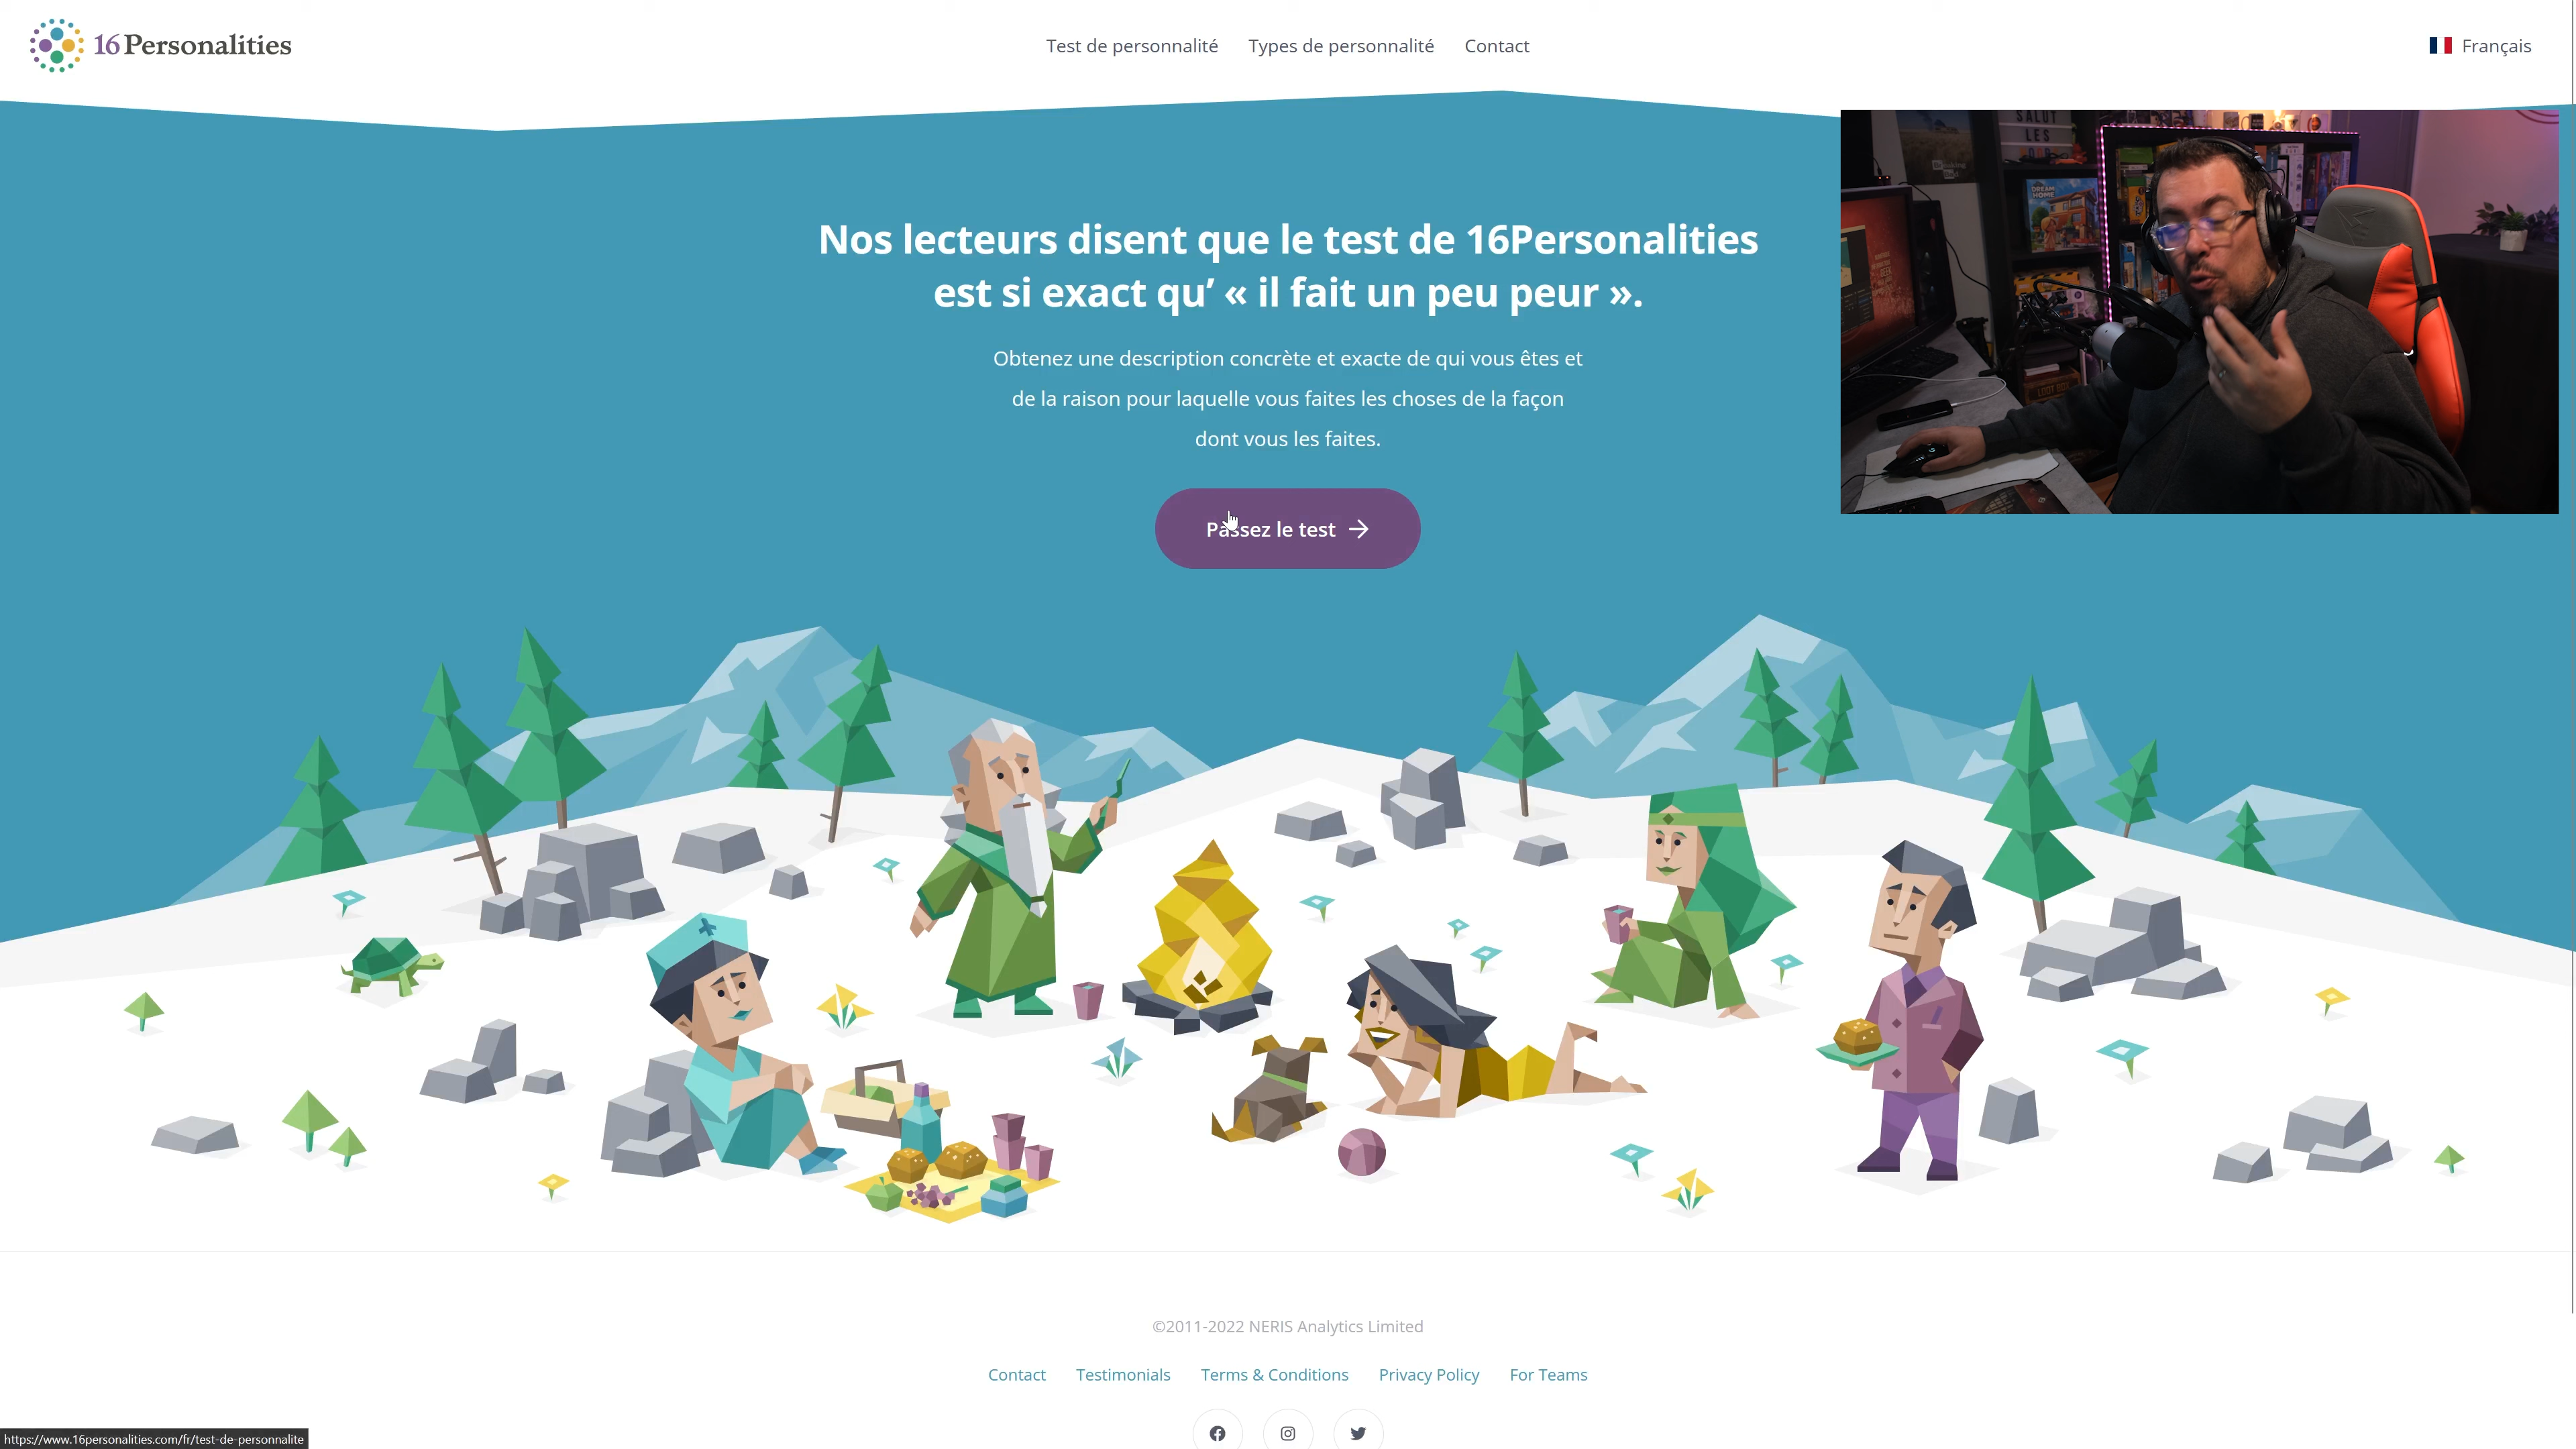 16Personalities
Test de personnalité Types de personnalité Contact
Français
SALUT
LES
DREAM
HOME
Nos lecteurs disent que le test de 16Personalities
est si exact qu’ « il fait un peu peur ».
Obtenez une description concrète et exacte de qui vous êtes et
de la raison pour laquelle vous faites les choses de la façon
dont vous les faites.
Passez le test
©2011-2022 NERIS Analytics Limited
Contact Testimonials Terms & Conditions Privacy Policy For Teams
https://www.16personalities.com/fr/test-de-personnalite